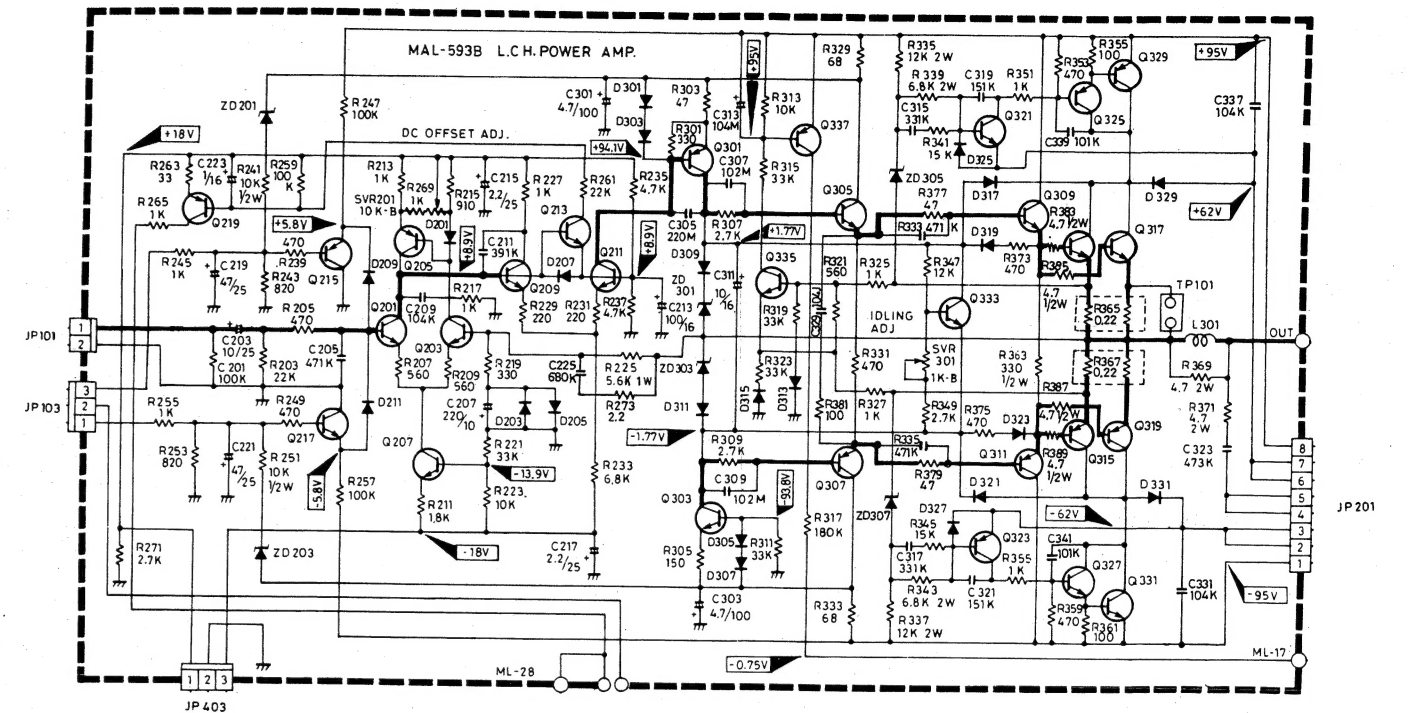 MAL-593B L.C.H. POWER AMP.
+18V
ZD201
R247
100K
DC OFFSET ADJ.
C301
4.7/100
D301
D303
+94.1V
R303
47
R301
330
C313
104M
+95V
R313
10K
R315
33K
Q337
R329
68
R335
12K 2W
R339
6.8K 2W
C319
151K
R351
1K
C315
331K
R341
15K
D325
Q321
R353
470
R355
100
Q329
Q325
C339
101K
+95V
C337
104K
R263
33
C223
1/16
R241
10K
1/2W
R259
100
K
R265
1K
Q219
+5.8V
R213
1K
SVR201
10K-B
R269
1K
R215
910
D201
C215
2.2/25
R227
1K
Q213
R261
22K
R235
4.7K
Q301
C307
102M
C305
220M
R307
2.7K
Q305
ZD305
R377
47
R333
471K
D317
Q309
R383
4.7 1/2W
Q317
D329
+62V
R245
1K
C219
47/25
470
R239
R243
820
Q215
D209
Q205
+8.9V
C211
391K
Q209
D207
Q211
+8.9V
D309
ZD
301
C311
10/16
+1.77V
Q335
R321
560
R325
1K
R347
12K
D319
R373
470
R385
4.7
1/2W
TP101
JP101
1
2
C203
10/25
R205
470
C201
100K
R203
22K
C205
471K
Q201
C209
104K
R217
1K
Q203
R229
220
R231
220
R237
4.7K
C213
100/16
R319
33K
C329
104J
IDLING
ADJ
Q333
R365
0.22
L301
OUT
R207
560
R209
560
R219
330
C225
680K
R225
5.6K 1W
R273
2.2
ZD303
R323
33K
D315
D313
R331
470
SVR
301
1K-B
R363
330
1/2W
R367
0.22
R369
4.7 2W
JP103
3
2
1
R255
1K
R249
470
Q217
D211
C207
220
/10
D203
D205
D311
-1.77V
R381
100
R327
1K
R349
2.7K
R375
470
D323
R387
4.7 1/2W
R371
4.7
2W
C323
473K
R253
820
C221
47/25
R251
10K
1/2W
-5.8V
R257
100K
Q207
R221
33K
-13.9V
R211
1.8K
R223
10K
R233
6.8K
R309
2.7K
C309
102M
Q303
-93.8V
Q307
R335
471K
R379
47
Q311
R389
4.7
1/2W
Q315
Q319
D321
D331
8
7
6
5
4
3
2
1
JP201
R271
2.7K
ZD203
-18V
C217
2.2
/25
R305
150
D305
D307
R311
33K
R317
180K
ZD307
D327
R345
15K
C317
331K
Q323
R343
6.8K 2W
C321
151K
R355
1K
-62V
C341
101K
Q327
Q331
R359
470
R361
100
C331
104K
-95V
C303
4.7/100
R333
68
R337
12K 2W
-0.75V
ML-17
ML-28
1 2 3
JP403